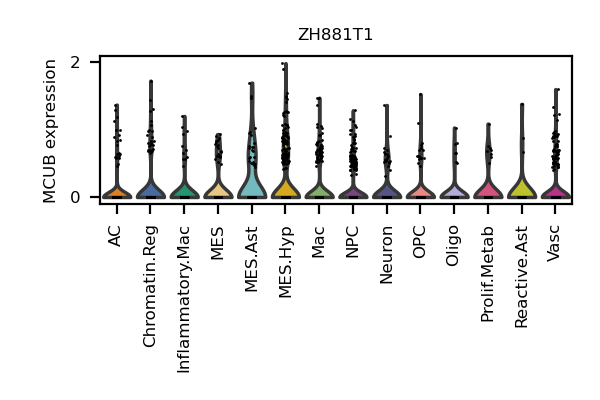 ZH881T1
MCUB expression
2
0
AC
Chromatin.Reg
Inflammatory.Mac
MES
MES.Ast
MES.Hyp
Mac
NPC
Neuron
OPC
Oligo
Prolif.Metab
Reactive.Ast
Vasc